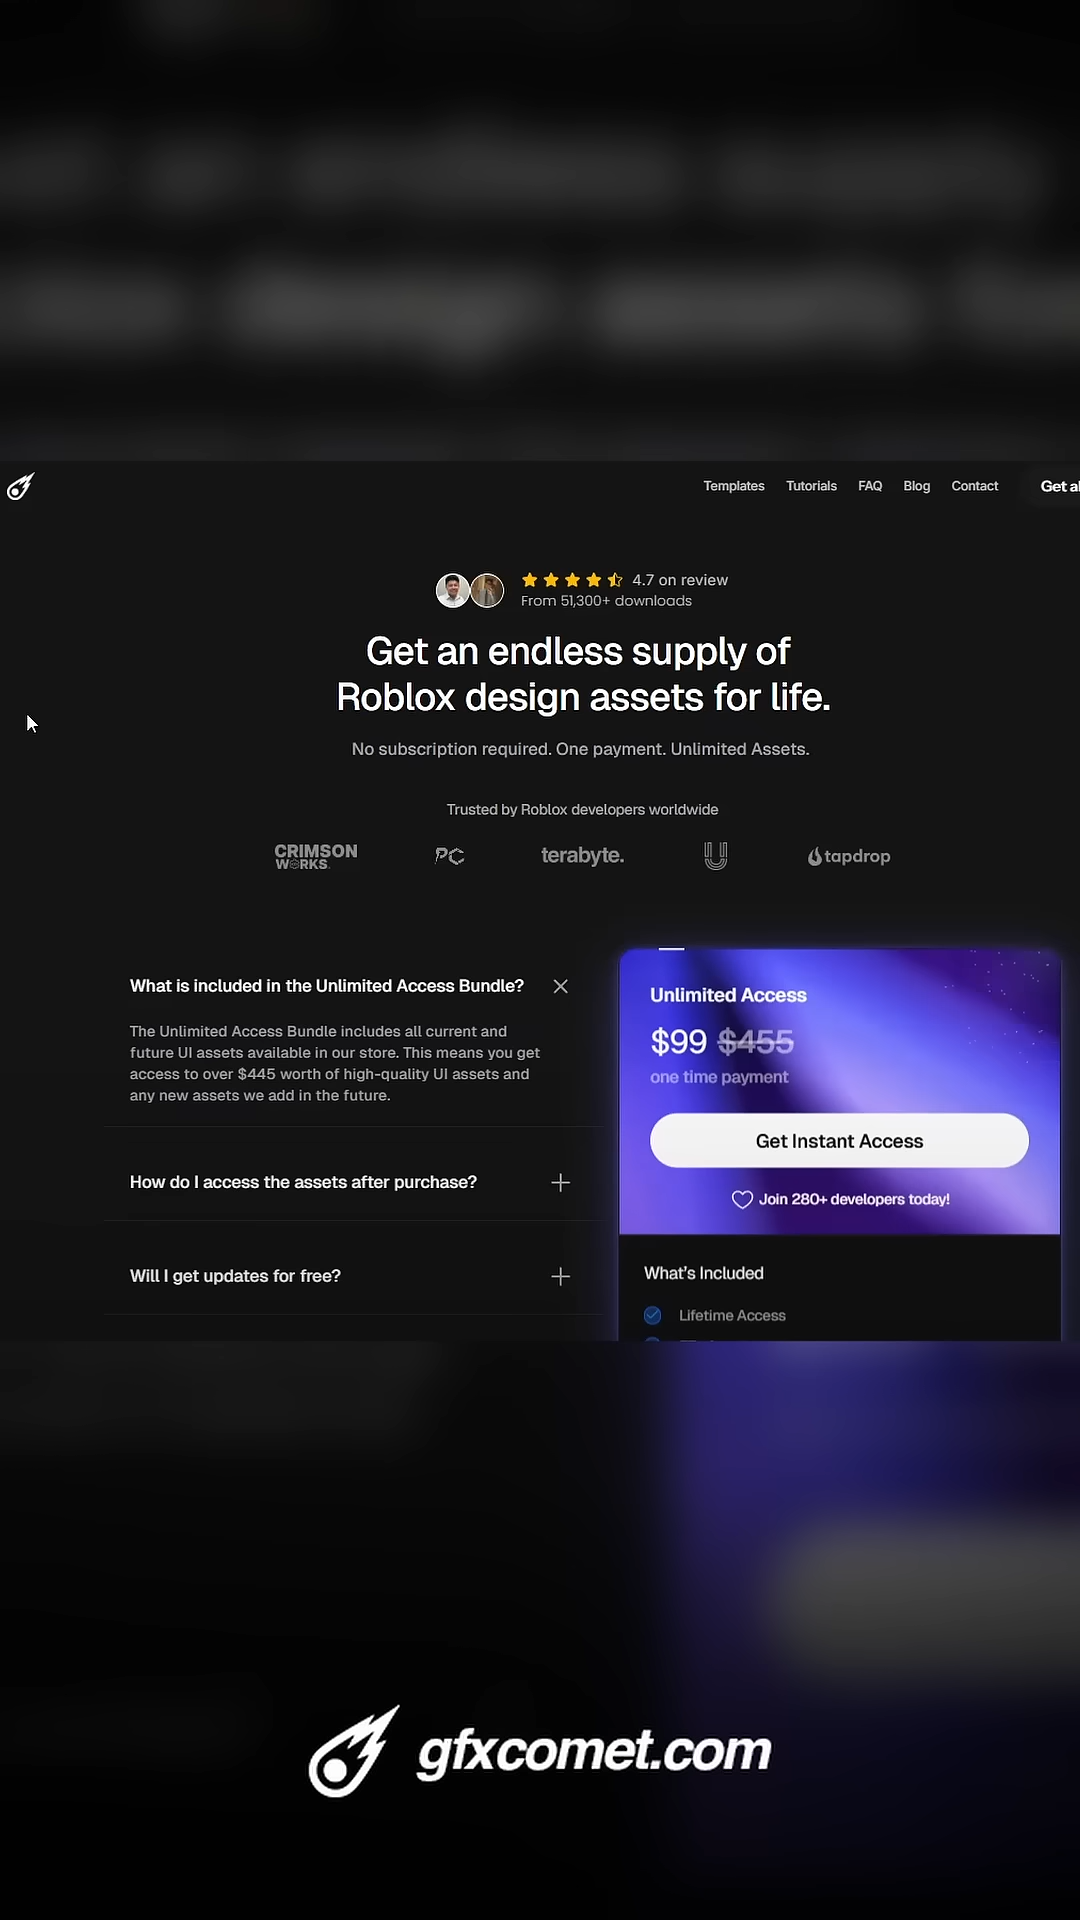 Templates Tutorials FAQ Blog Contact
4.7 on review
From 51,300+ downloads
Get an endless supply of
Roblox design assets for life.
No subscription required. One payment. Unlimited Assets.
Trusted by Roblox developers worldwide
CRIMSON
WORKS.
PC
terabyte.
U
tapdrop
What is included in the Unlimited Access Bundle?
The Unlimited Access Bundle includes all current and
future UI assets available in our store. This means you get
access to over $445 worth of high-quality UI assets and
any new assets we add in the future.
How do I access the assets after purchase?
Will I get updates for free?
Unlimited Access
$99 $455
one time payment
Get Instant Access
Join 280+ developers today!
What's Included
Lifetime Access
gfxcomet.com